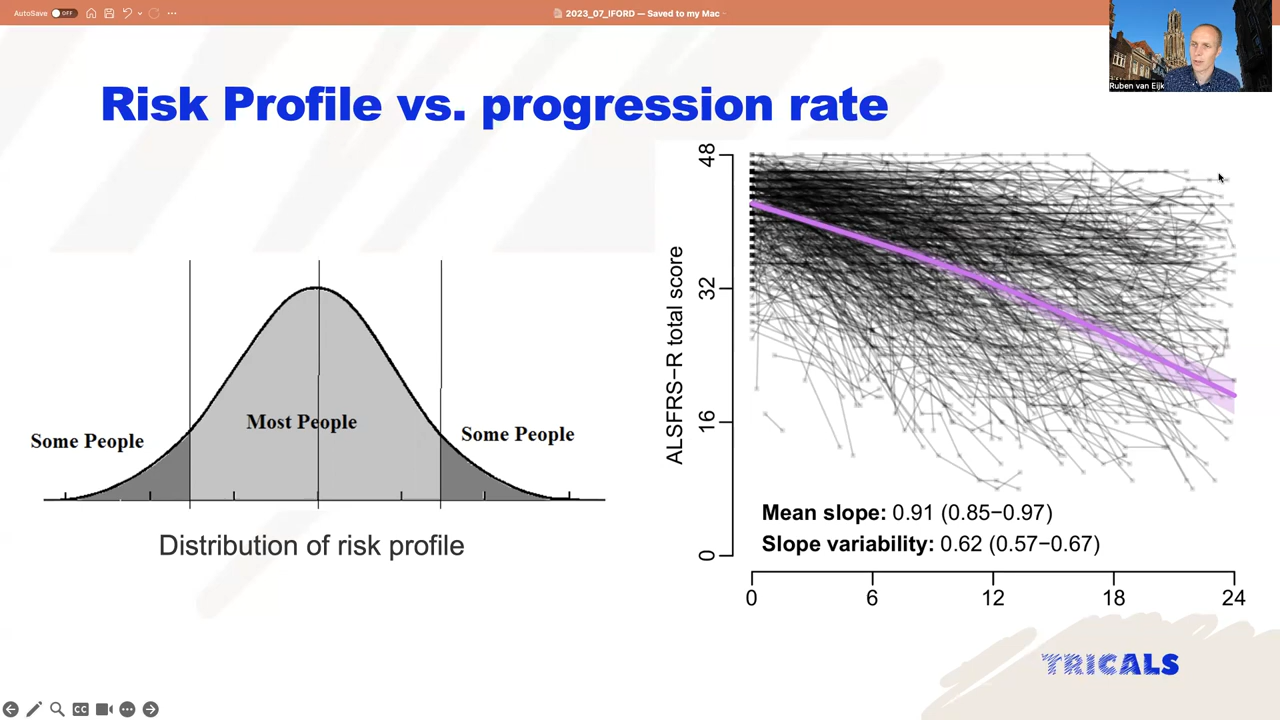 AutoSave OFF
2023_07_IFORD — Saved to my Mac
Ruben van Eijk
Risk Profile vs. progression rate
Some People
Most People
Some People
Distribution of risk profile
ALSFRS−R total score
48
32
16
0
Mean slope: 0.91 (0.85−0.97)
Slope variability: 0.62 (0.57−0.67)
0 6 12 18 24
TRICALS
CC